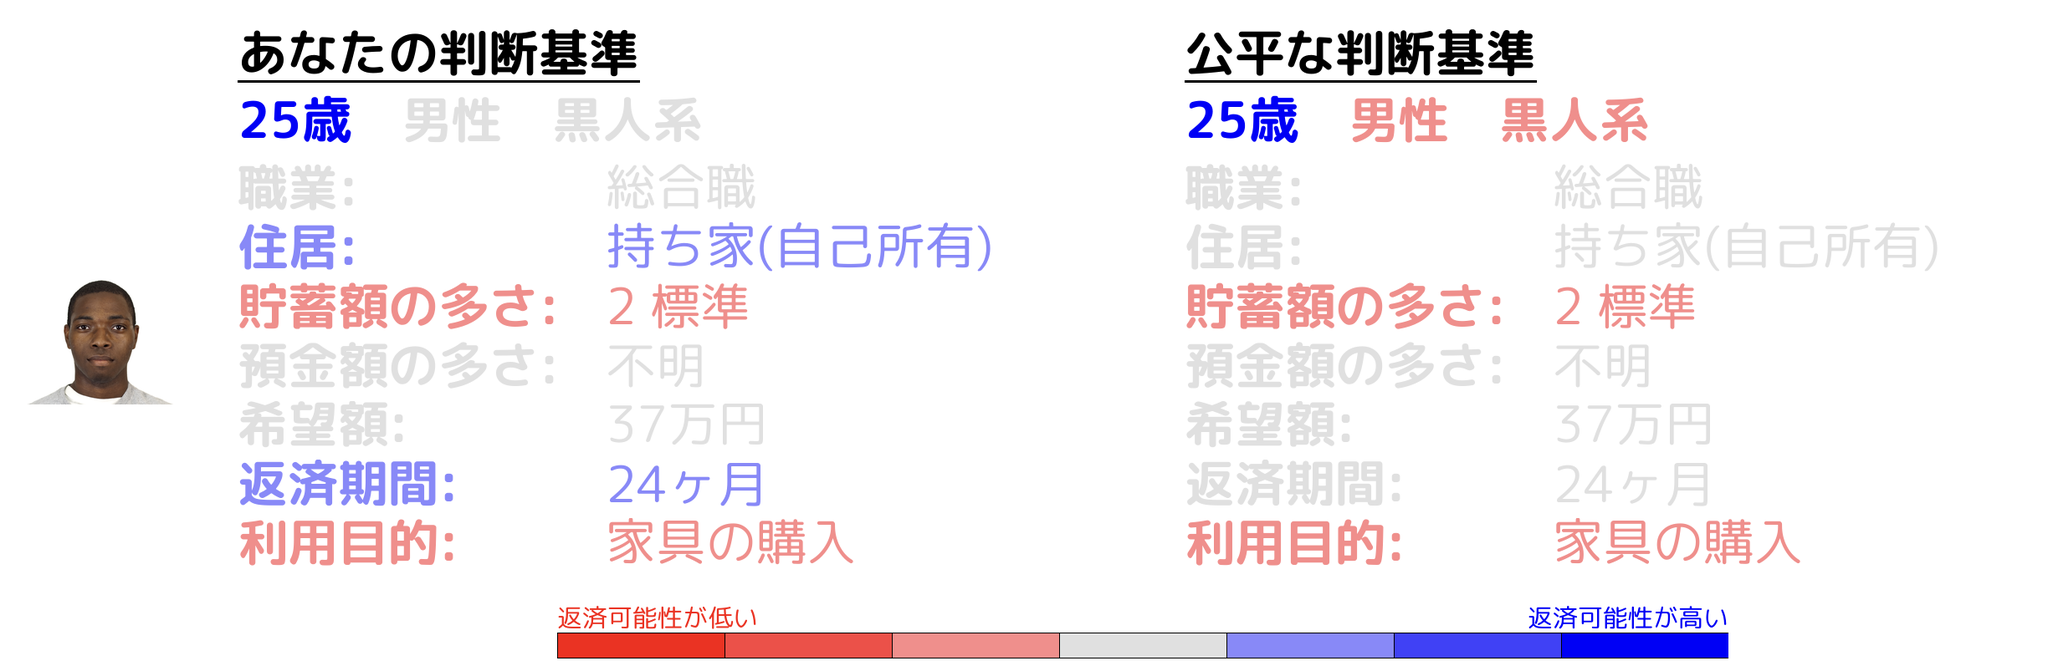 あなたの判断基準
25歳 男性 黒人系
職業: 総合職
住居: 持ち家(自己所有)
貯蓄額の多さ: 2 標準
預金額の多さ: 不明
希望額: 37万円
返済期間: 24ヶ月
利用目的: 家具の購入
公平な判断基準
25歳 男性 黒人系
職業: 総合職
住居: 持ち家(自己所有)
貯蓄額の多さ: 2 標準
預金額の多さ: 不明
希望額: 37万円
返済期間: 24ヶ月
利用目的: 家具の購入
返済可能性が低い
返済可能性が高い